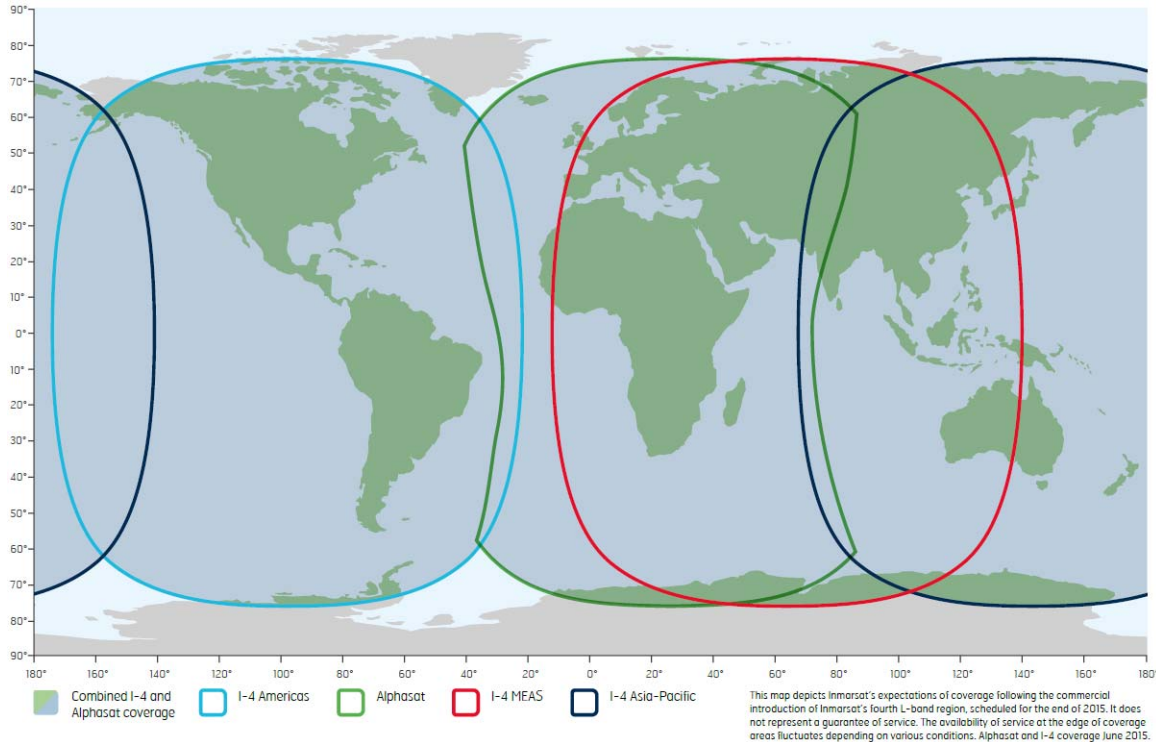 90°
80°
70°
60°
50°
40°
30°
20°
10°
0°
10°
20°
30°
40°
50°
60°
70°
80°
90°
180° 160° 140° 120° 100° 80° 60° 40° 20° 0° 20° 40° 60° 80° 100° 120° 140° 160° 180°
Combined I-4 and
Alphasat coverage
I-4 Americas
Alphasat
I-4 MEAS
I-4 Asia-Pacific
This map depicts Inmarsat's expectations of coverage following the commercial
introduction of Inmarsat's fourth L-band region, scheduled for the end of 2015. It does
not represent a guarantee of service. The availability of service at the edge of coverage
areas fluctuates depending on various conditions. Alphasat and I-4 coverage June 2015.